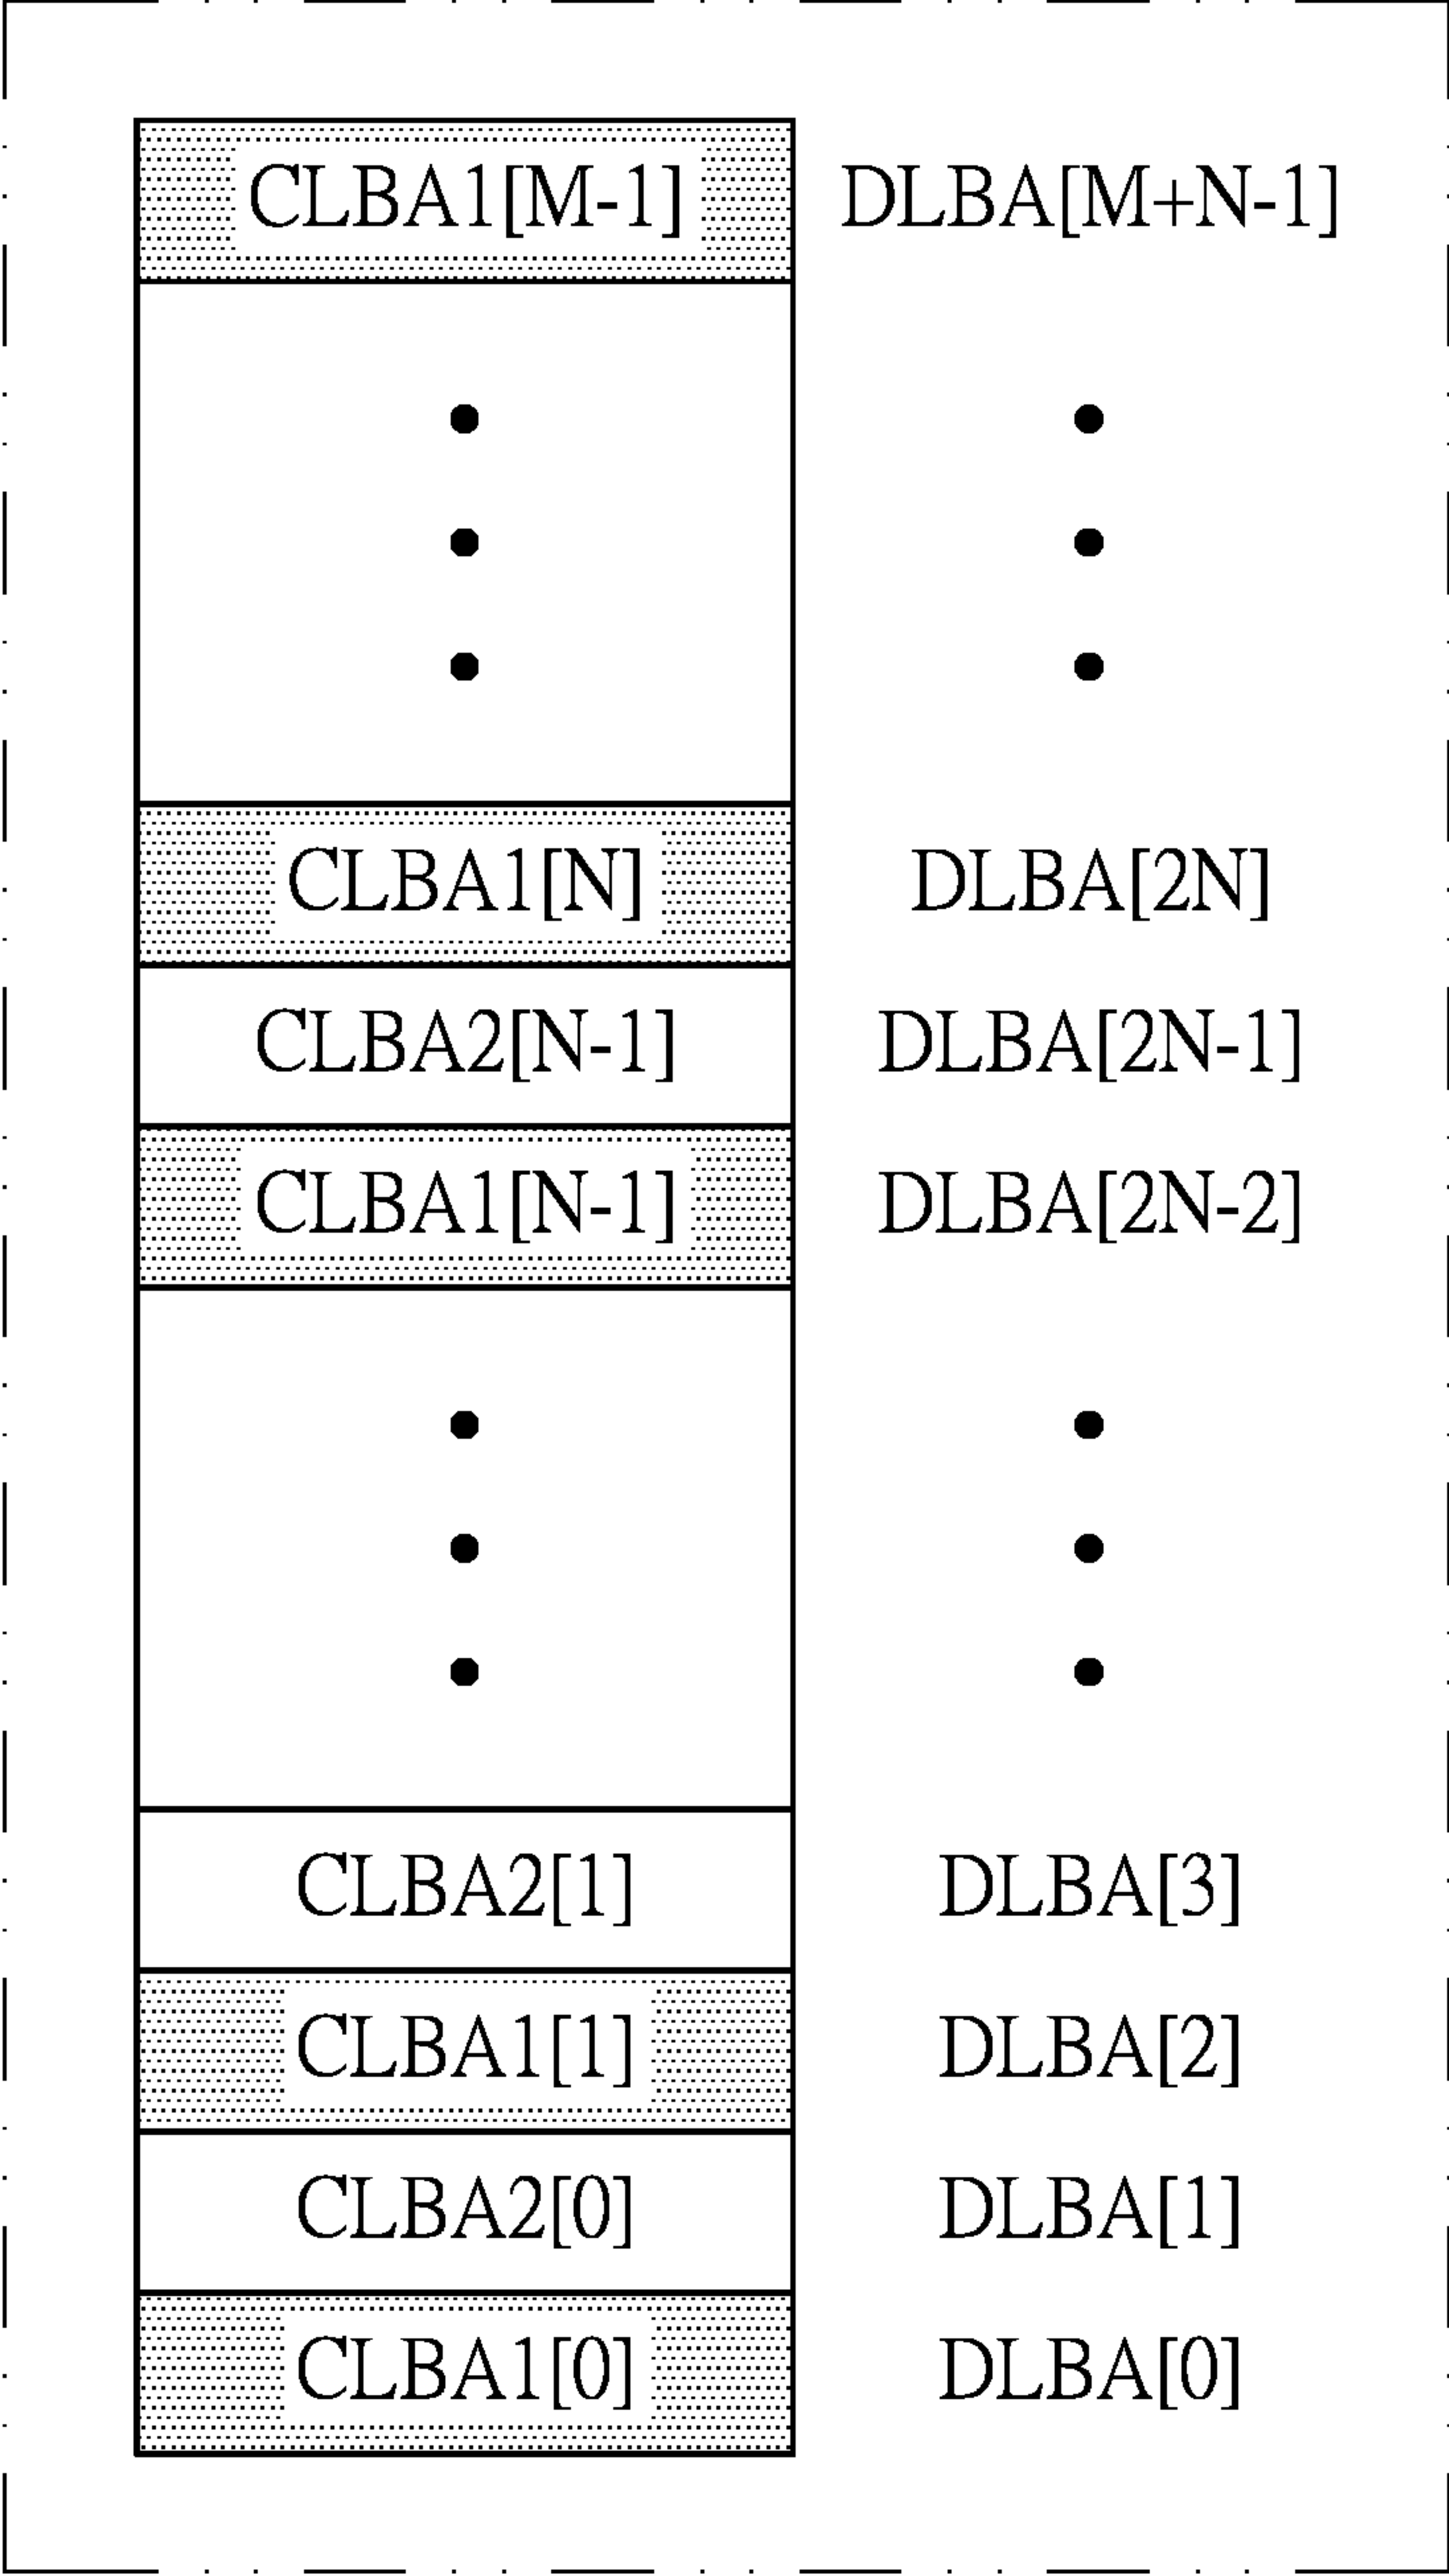 CLBA1[M-1] DLBA[M+N-1]
CLBA1[N] DLBA[2N]
CLBA2[N-1] DLBA[2N-1]
CLBA1[N-1] DLBA[2N-2]
CLBA2[1] DLBA[3]
CLBA1[1] DLBA[2]
CLBA2[0] DLBA[1]
CLBA1[0] DLBA[0]